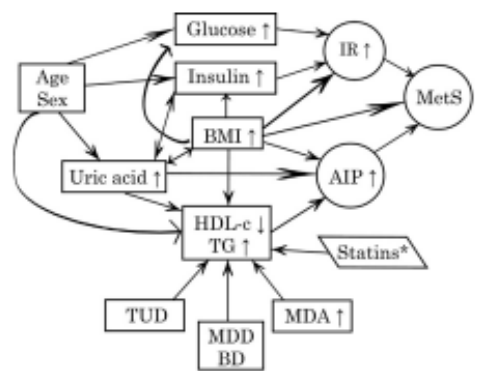 Glucose ↑
IR ↑
Age
Sex
Insulin ↑
MetS
BMI ↑
Uric acid ↑
AIP ↑
HDL-c ↓
TG ↑
Statins*
TUD
MDD
BD
MDA ↑